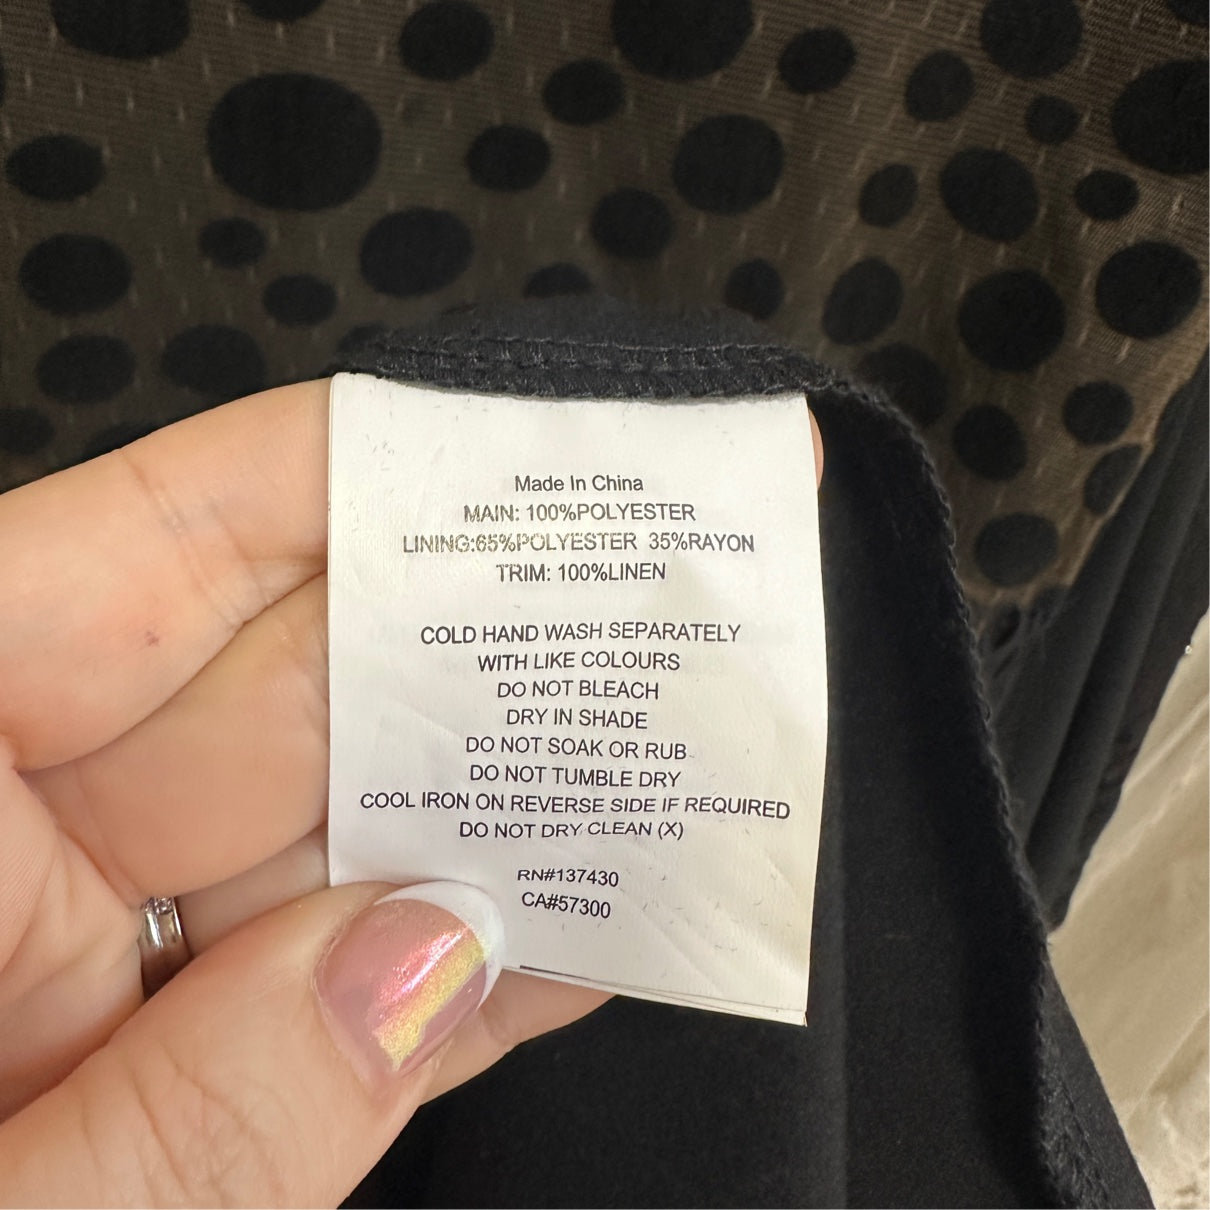 Made In China
MAIN: 100%POLYESTER
LINING:65%POLYESTER 35%RAYON
TRIM: 100%LINEN
COLD HAND WASH SEPARATELY
WITH LIKE COLOURS
DO NOT BLEACH
DRY IN SHADE
DO NOT SOAK OR RUB
DO NOT TUMBLE DRY
COOL IRON ON REVERSE SIDE IF REQUIRED
DO NOT DRY CLEAN (X)
RN#137430
CA#57300